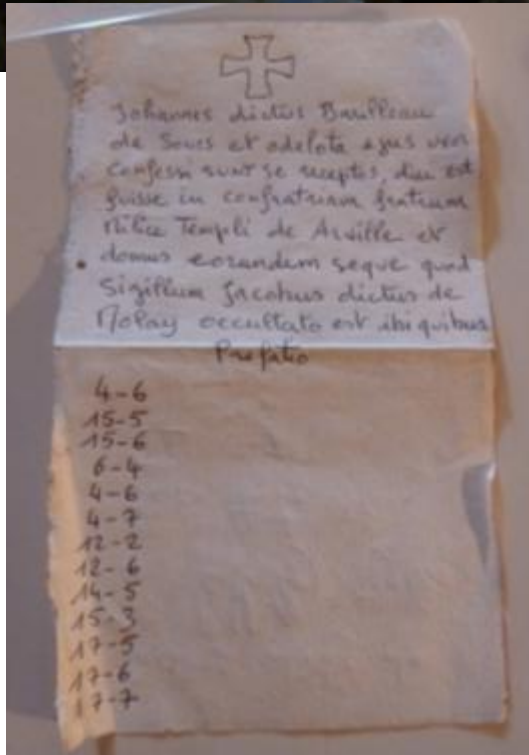 Johannes dictus Barilleau
de Sours et odelota ejus uxor
confessi sunt se receptos, diu est
fuisse in confratriam fratrum
Milice Templi de Arville et
domus eorundem seque quod
Sigillum Jacobus dictus de
Molay occultato est ibi quibus
Prefatio
4-6
15-5
15-6
6-4
4-6
4-7
12-2
12-6
14-5
15-3
17-5
17-6
17-7